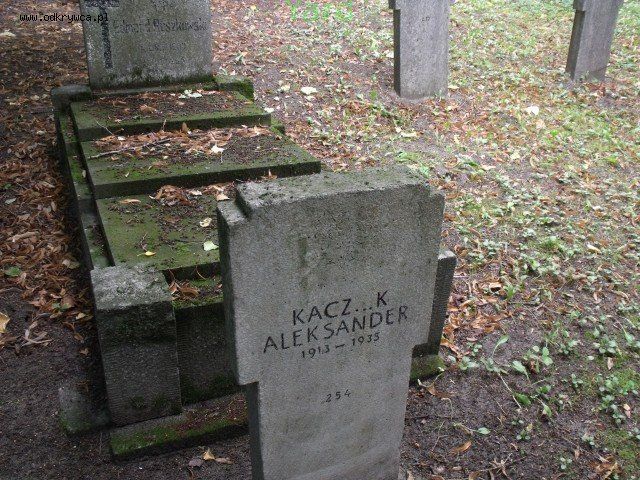 www.odkrywca.pl
KACZ...K
ALEKSANDER
1913 – 1935
254